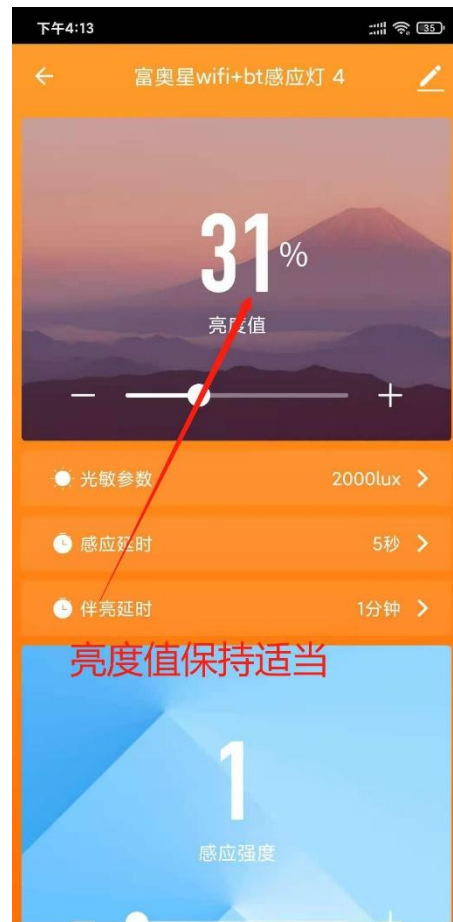 下午4:13
35
富奥星wifi+bt感应灯 4
31%
亮度值
光敏参数 2000lux
感应延时 5秒
伴亮延时 1分钟
亮度值保持适当
1
感应强度